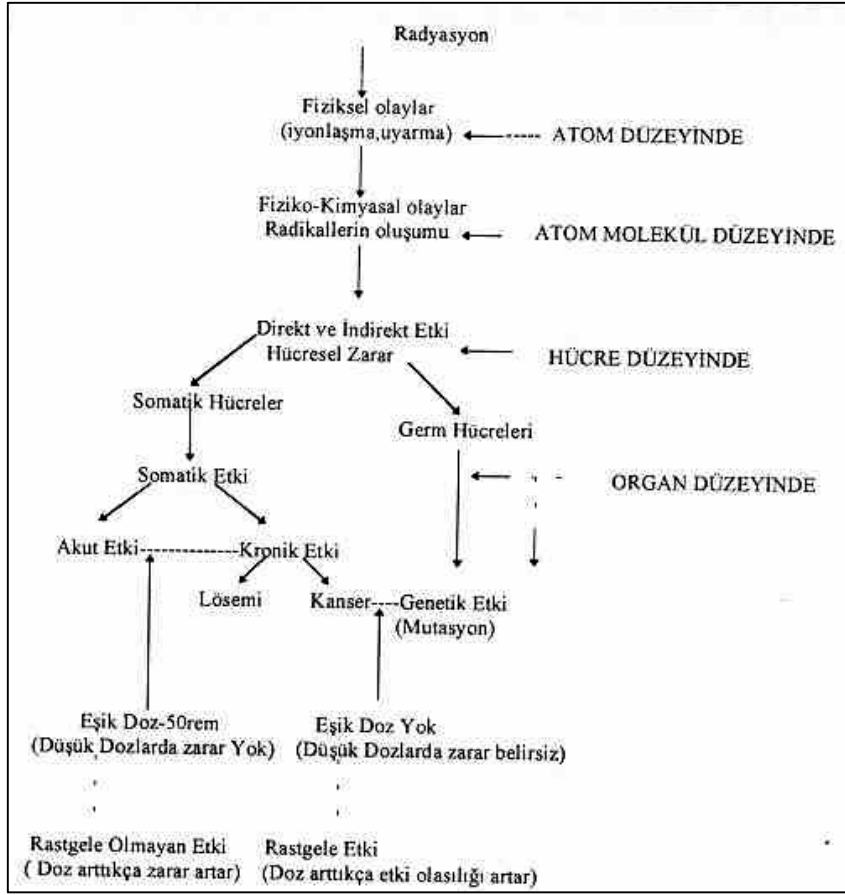 Radyasyon
Fiziksel olaylar
(iyonlaşma,uyarma)
ATOM DÜZEYİNDE
Fiziko-Kimyasal olaylar
Radikallerin oluşumu
ATOM MOLEKÜL DÜZEYİNDE
Direkt ve İndirekt Etki
Hücresel Zarar
HÜCRE DÜZEYİNDE
Somatik Hücreler
Germ Hücreleri
Somatik Etki
ORGAN DÜZEYİNDE
Akut Etki Kronik Etki
Lösemi Kanser Genetik Etki
(Mutasyon)
Eşik Doz-50rem
(Düşük Dozlarda zarar Yok)
Eşik Doz Yok
(Düşük Dozlarda zarar belirsiz)
Rastgele Olmayan Etki
( Doz arttıkça zarar artar)
Rastgele Etki
(Doz arttıkça etki olasılığı artar)